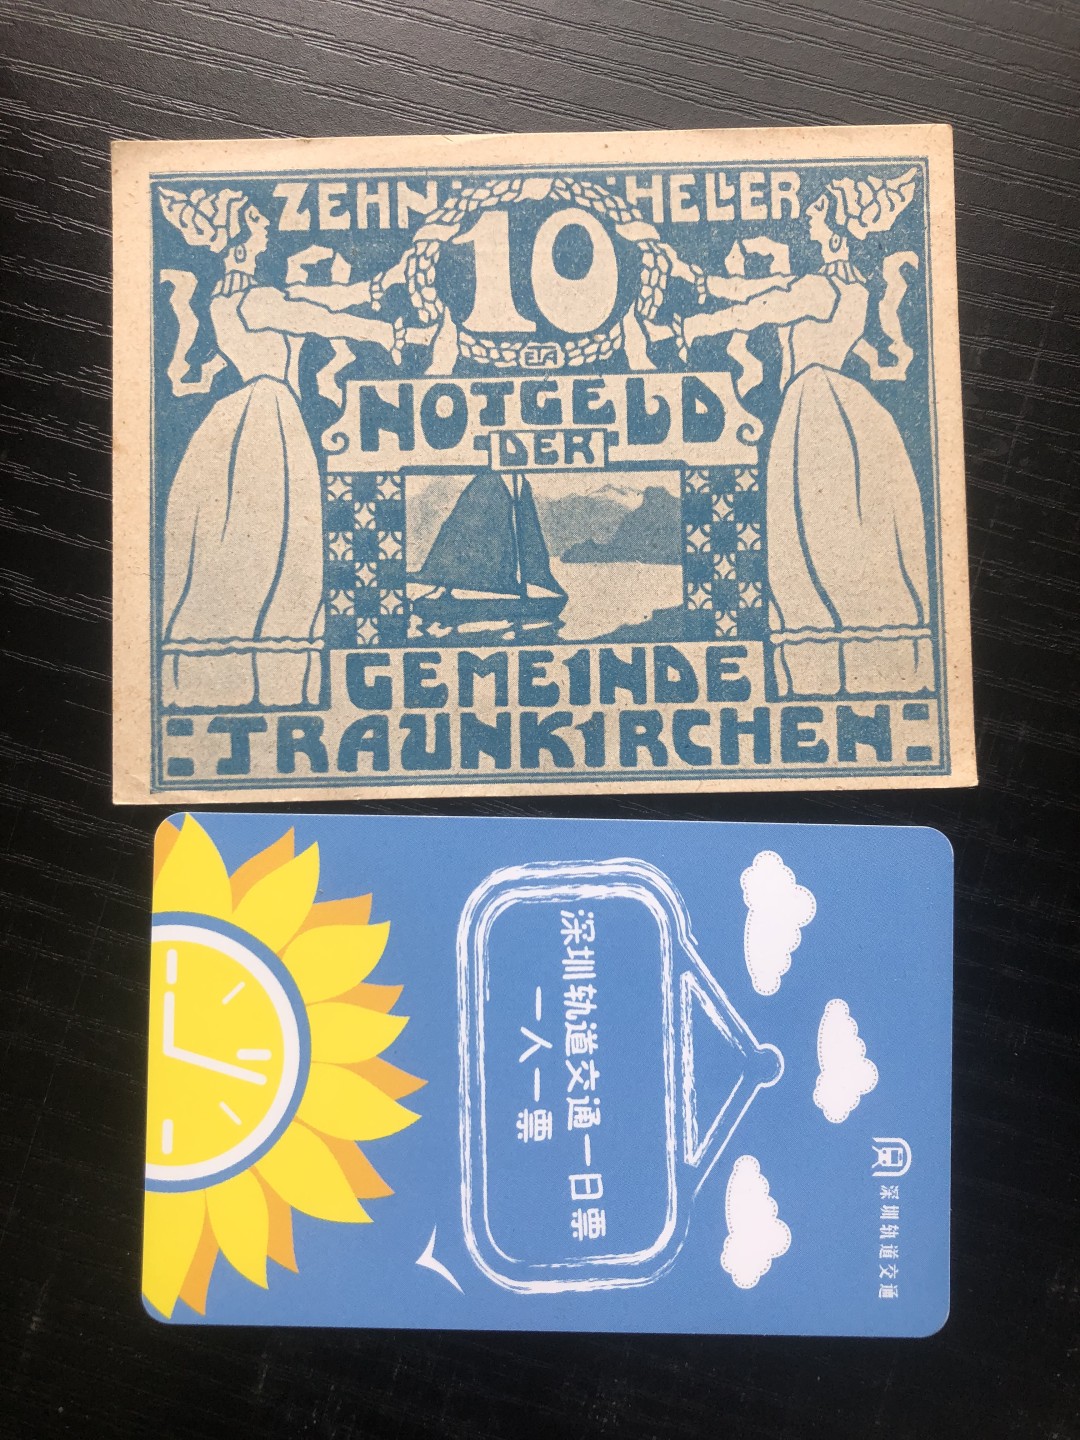 ZEHN HELLER
10
NOTGELD
DER
GEMEINDE
TRAUNKIRCHEN
深圳轨道交通
深圳轨道交通一日票
一人一票